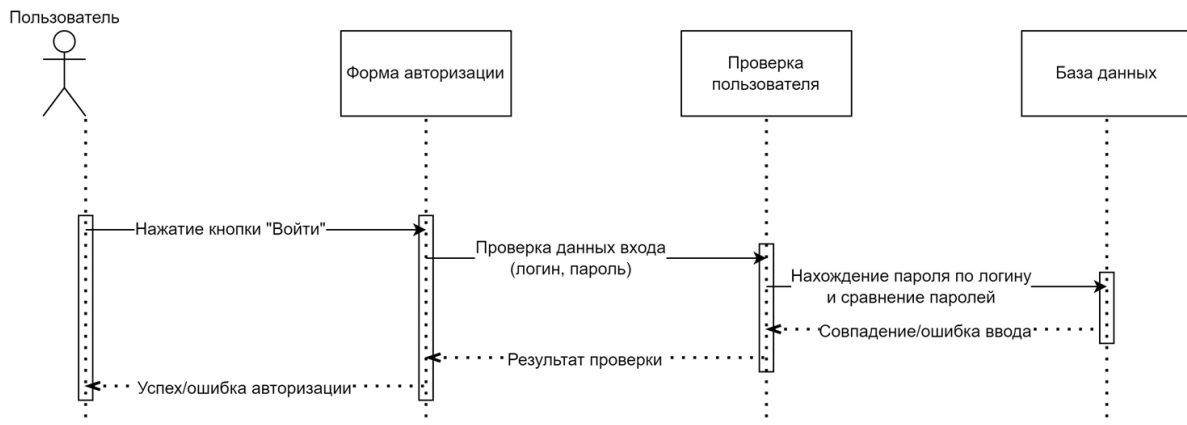 Пользователь
Форма авторизации
Проверка
пользователя
База данных
Нажатие кнопки "Войти"
Проверка данных входа
(логин, пароль)
Нахождение пароля по логину
и сравнение паролей
Совпадение/ошибка ввода
Результат проверки
Успех/ошибка авторизации